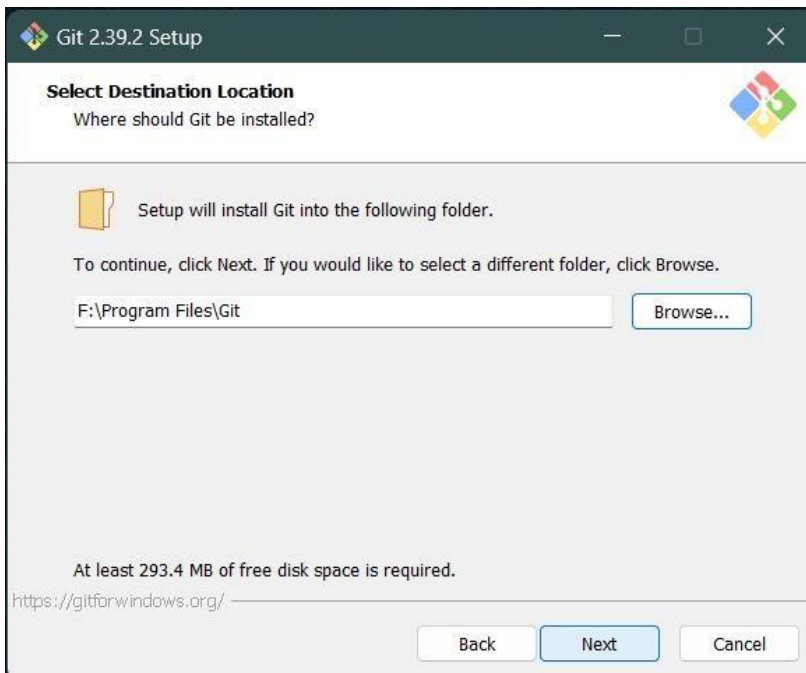 Git 2.39.2 Setup
Select Destination Location
Where should Git be installed?
Setup will install Git into the following folder.
To continue, click Next. If you would like to select a different folder, click Browse.
F:\Program Files\Git
Browse...
At least 293.4 MB of free disk space is required.
https://gitforwindows.org/
Back
Next
Cancel